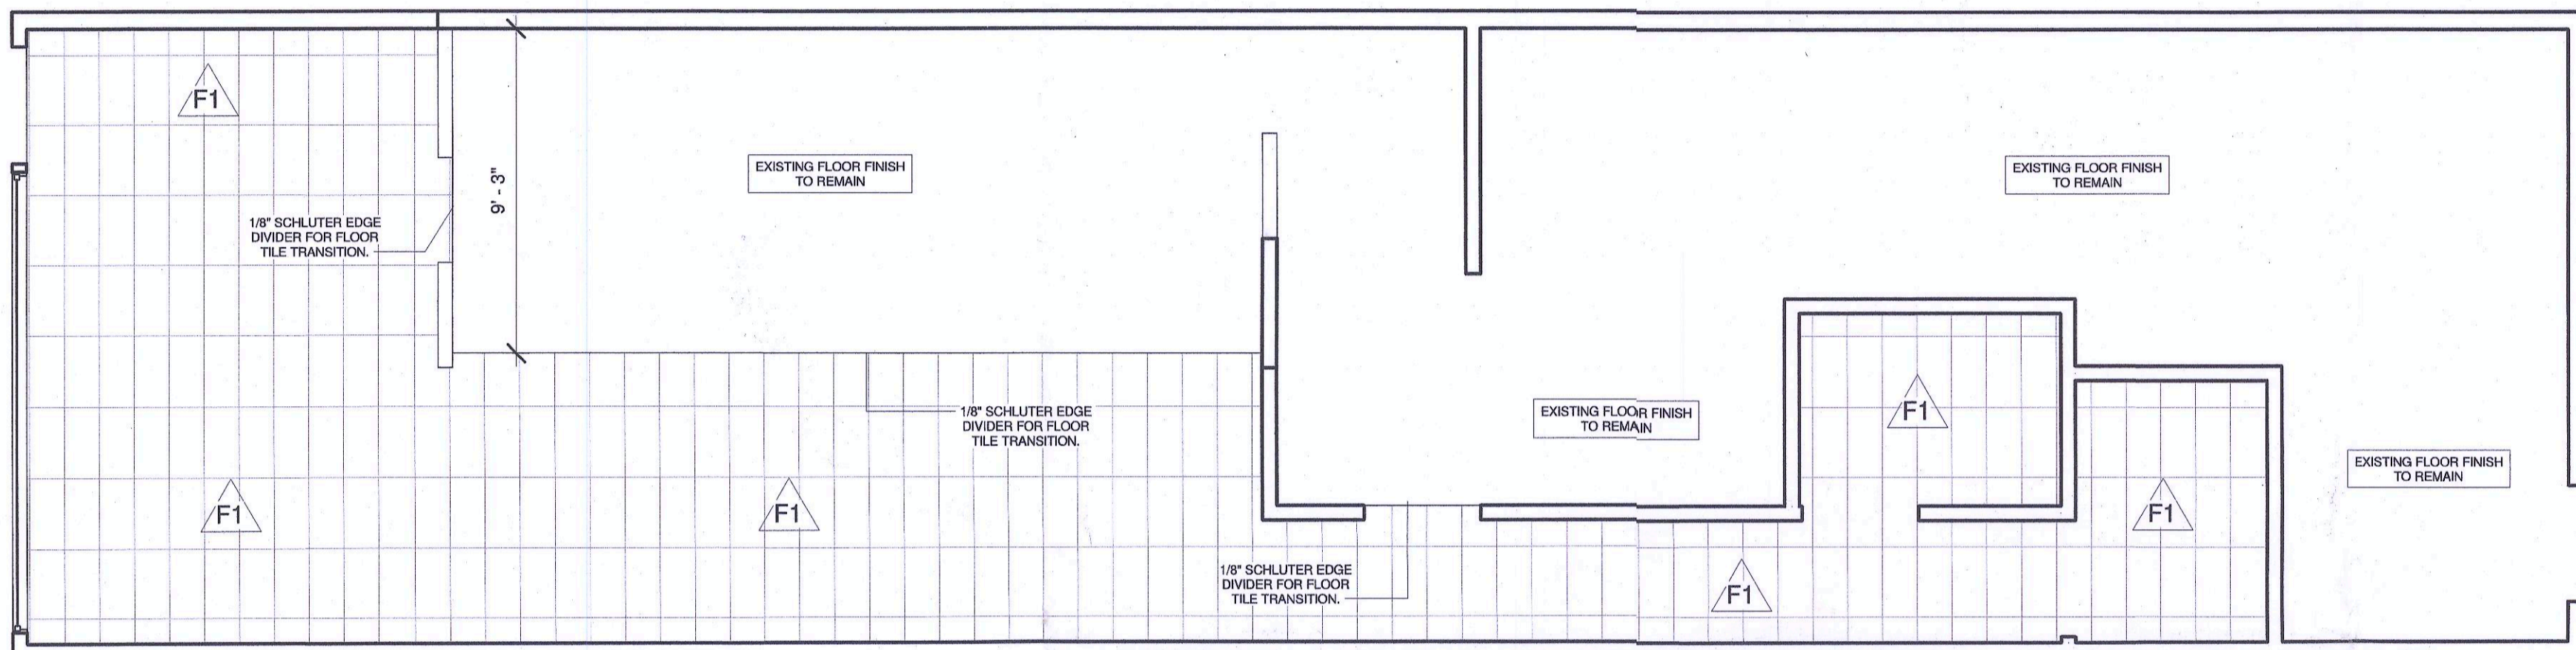 F1
EXISTING FLOOR FINISH
TO REMAIN
EXISTING FLOOR FINISH
TO REMAIN
9' - 3"
1/8" SCHLUTER EDGE
DIVIDER FOR FLOOR
TILE TRANSITION.
1/8" SCHLUTER EDGE
DIVIDER FOR FLOOR
TILE TRANSITION.
EXISTING FLOOR FINISH
TO REMAIN
F1
EXISTING FLOOR FINISH
TO REMAIN
F1
F1
F1
1/8" SCHLUTER EDGE
DIVIDER FOR FLOOR
TILE TRANSITION.
F1